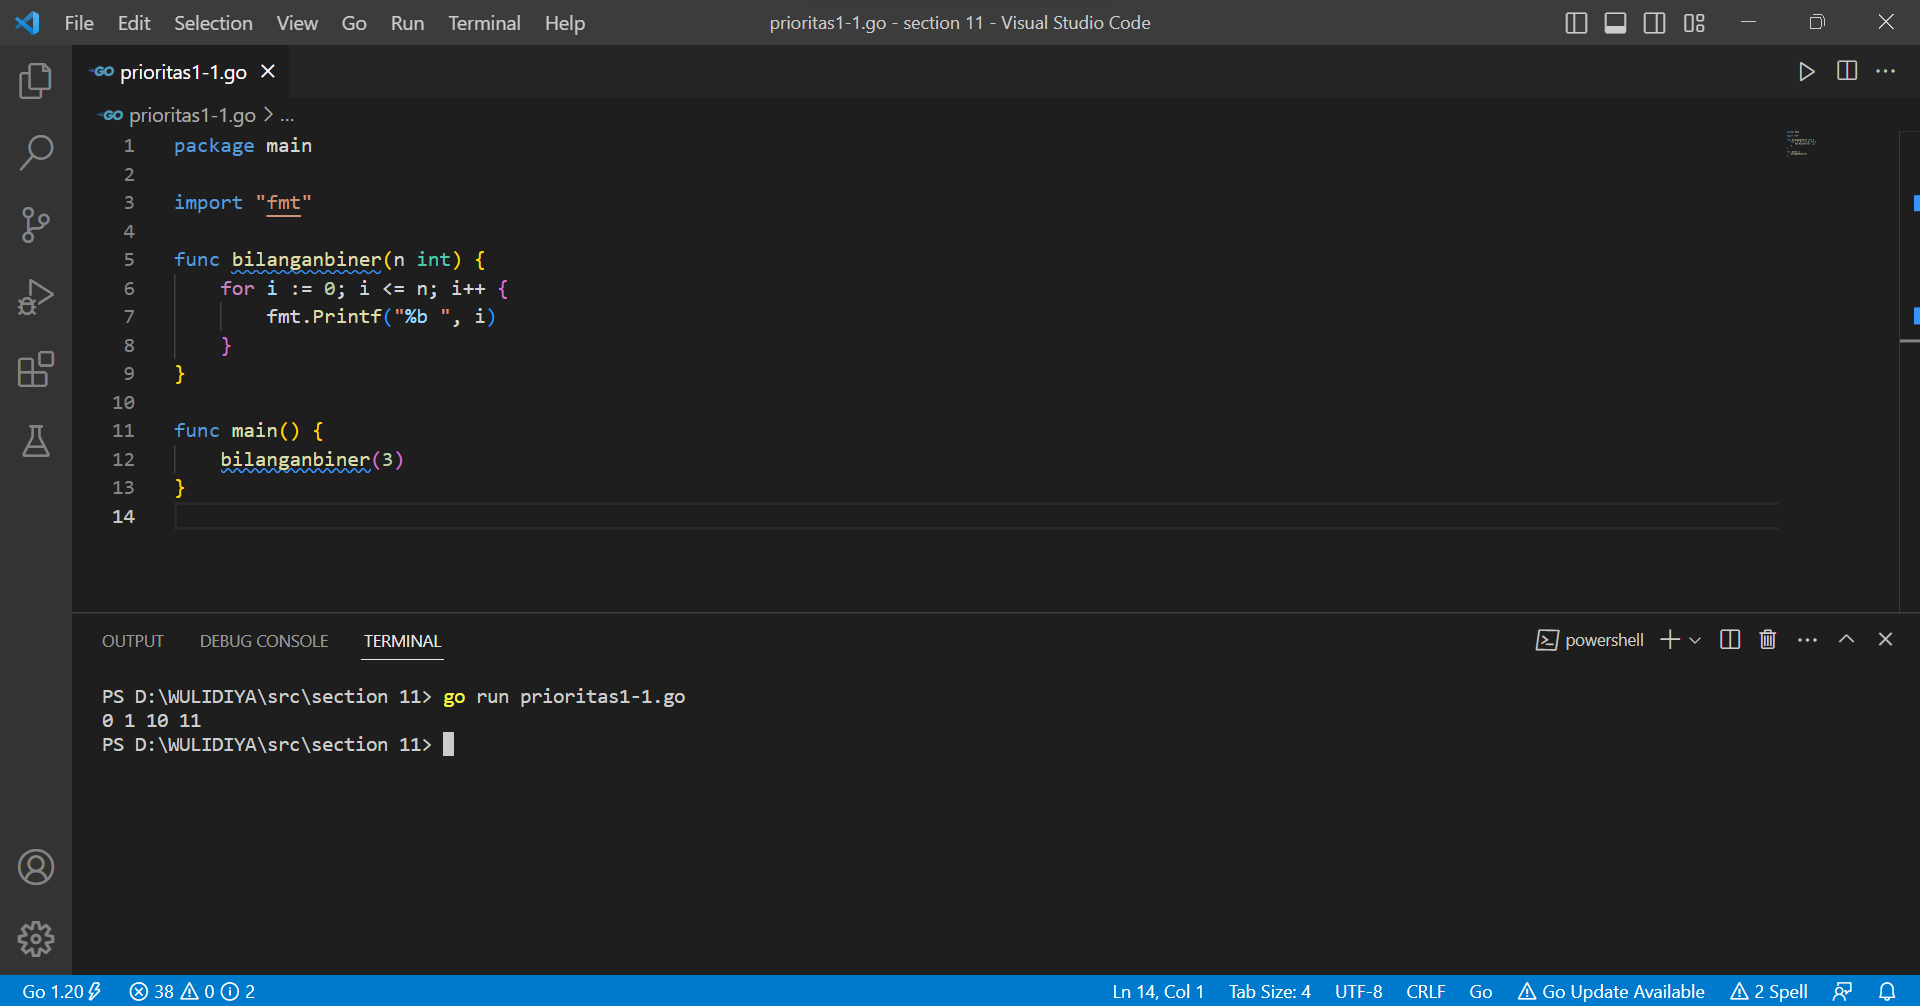 File Edit Selection View Go Run Terminal Help prioritas1-1.go - section 11 - Visual Studio Code
GO prioritas1-1.go
GO prioritas1-1.go > ...
1 package main
2
3 import "fmt"
4
5 func bilanganbiner(n int) {
6 for i := 0; i <= n; i++ {
7 fmt.Printf("%b ", i)
8 }
9 }
10
11 func main() {
12 bilanganbiner(3)
13 }
14
OUTPUT DEBUG CONSOLE TERMINAL powershell
PS D:\WULIDIYA\src\section 11> go run prioritas1-1.go
0 1 10 11
PS D:\WULIDIYA\src\section 11>
Go 1.20 38 0 2 Ln 14, Col 1 Tab Size: 4 UTF-8 CRLF Go Go Update Available 2 Spell